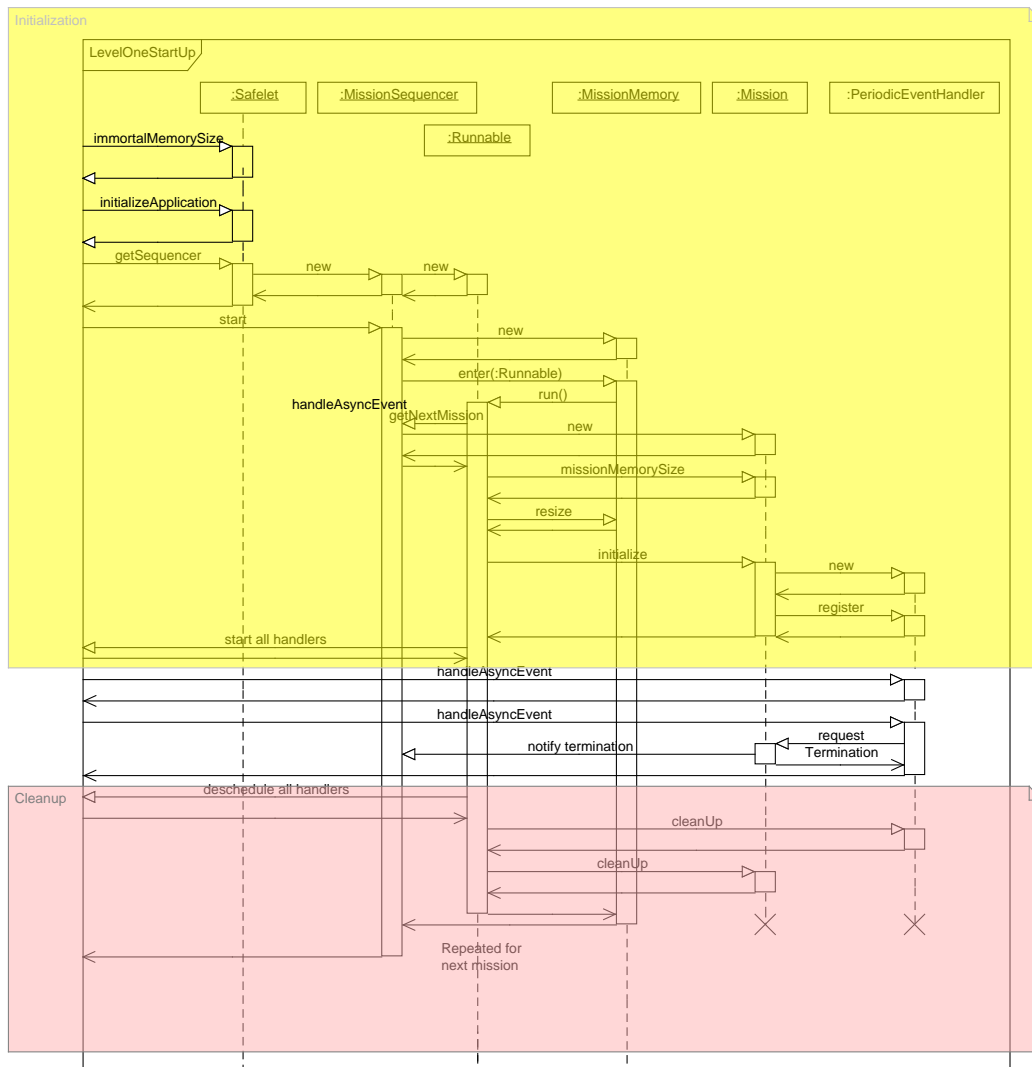 Initialization
LevelOneStartUp
:Safelet
:MissionSequencer
:MissionMemory
:Mission
:PeriodicEventHandler
:Runnable
immortalMemorySize
initializeApplication
getSequencer
new
new
start
new
enter(:Runnable)
run()
handleAsyncEvent
getNextMission
new
missionMemorySize
resize
initialize
new
register
start all handlers
handleAsyncEvent
handleAsyncEvent
request
notify termination
Termination
deschedule all handlers
Cleanup
cleanUp
cleanUp
Repeated for
next mission